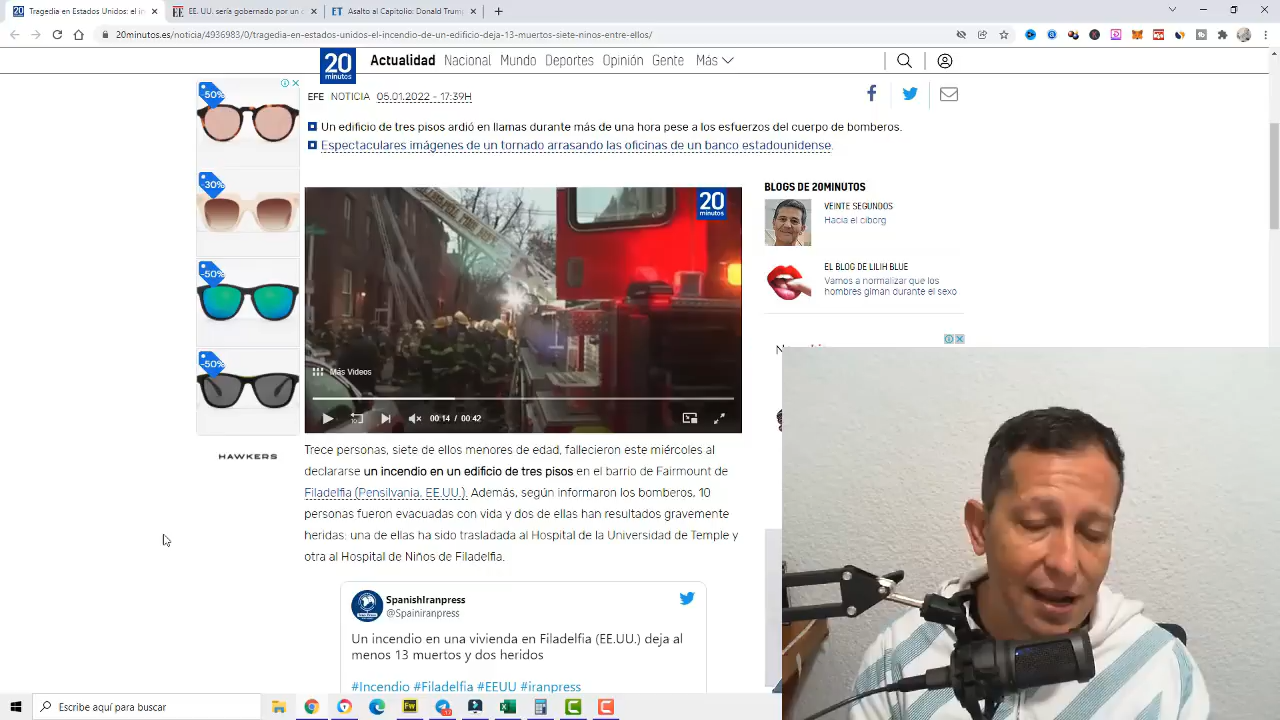 Tragedia en Estados Unidos: el in
EE. UU. sería gobernado por un d
Asalto al Capitolio: Donald Trump
20minutos.es/noticia/4936983/0/tragedia-en-estados-unidos-el-incendio-de-un-edificio-deja-13-muertos-siete-ninos-entre-ellos/
20 minutos
Actualidad Nacional Mundo Deportes Opinión Gente Más
EFE NOTICIA 05.01.2022 - 17:39H
Un edificio de tres pisos ardió en llamas durante más de una hora pese a los esfuerzos del cuerpo de bomberos.
Espectaculares imágenes de un tornado arrasando las oficinas de un banco estadounidense.
-50%
-30%
-50%
-50%
HAWKERS
20 minutos
Más Videos
00:14 / 00:42
Trece personas, siete de ellos menores de edad, fallecieron este miércoles al
declararse un incendio en un edificio de tres pisos en el barrio de Fairmount de
Filadelfia (Pensilvania, EE.UU.). Además, según informaron los bomberos, 10
personas fueron evacuadas con vida y dos de ellas han resultados gravemente
heridas: una de ellas ha sido trasladada al Hospital de la Universidad de Temple y
otra al Hospital de Niños de Filadelfia.
SpanishIranpress
@Spainiranpress
Un incendio en una vivienda en Filadelfia (EE.UU.) deja al
menos 13 muertos y dos heridos
#Incendio #Filadelfia #EEUU #iranpress
BLOGS DE 20MINUTOS
VEINTE SEGUNDOS
Hacia el cíborg
EL BLOG DE LILIH BLUE
Vamos a normalizar que los
hombres giman durante el sexo
Escribe aquí para buscar